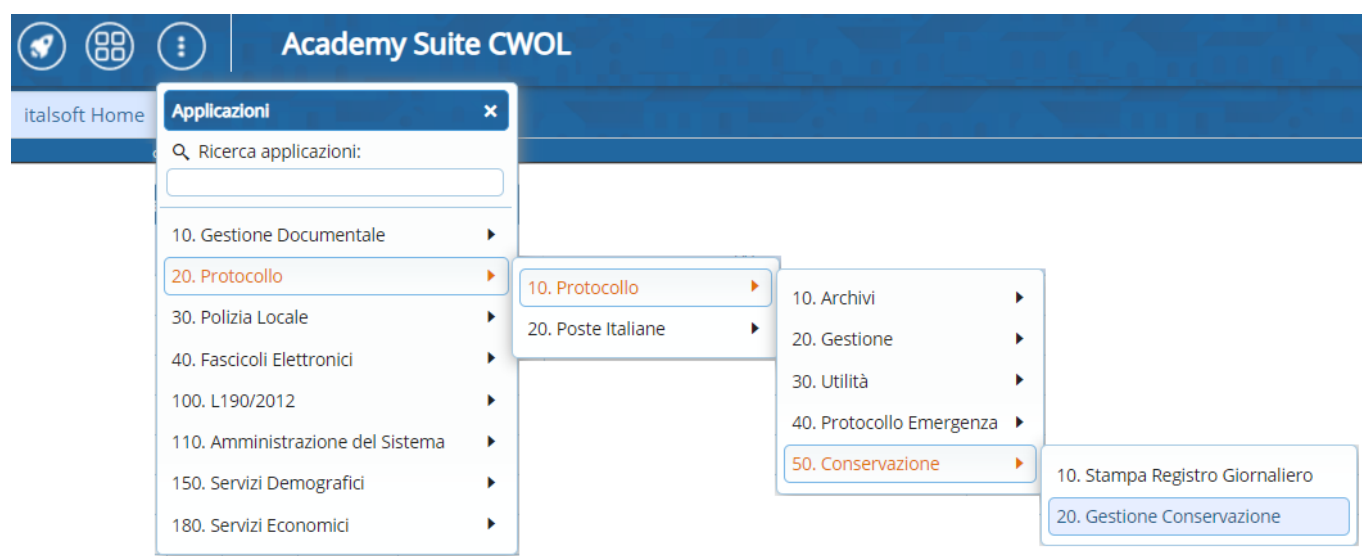 Academy Suite CWOL
italsoft Home
Applicazioni
Ricerca applicazioni:
10. Gestione Documentale
20. Protocollo
30. Polizia Locale
40. Fascicoli Elettronici
100. L190/2012
110. Amministrazione del Sistema
150. Servizi Demografici
180. Servizi Economici
10. Protocollo
20. Poste Italiane
10. Archivi
20. Gestione
30. Utilità
40. Protocollo Emergenza
50. Conservazione
10. Stampa Registro Giornaliero
20. Gestione Conservazione